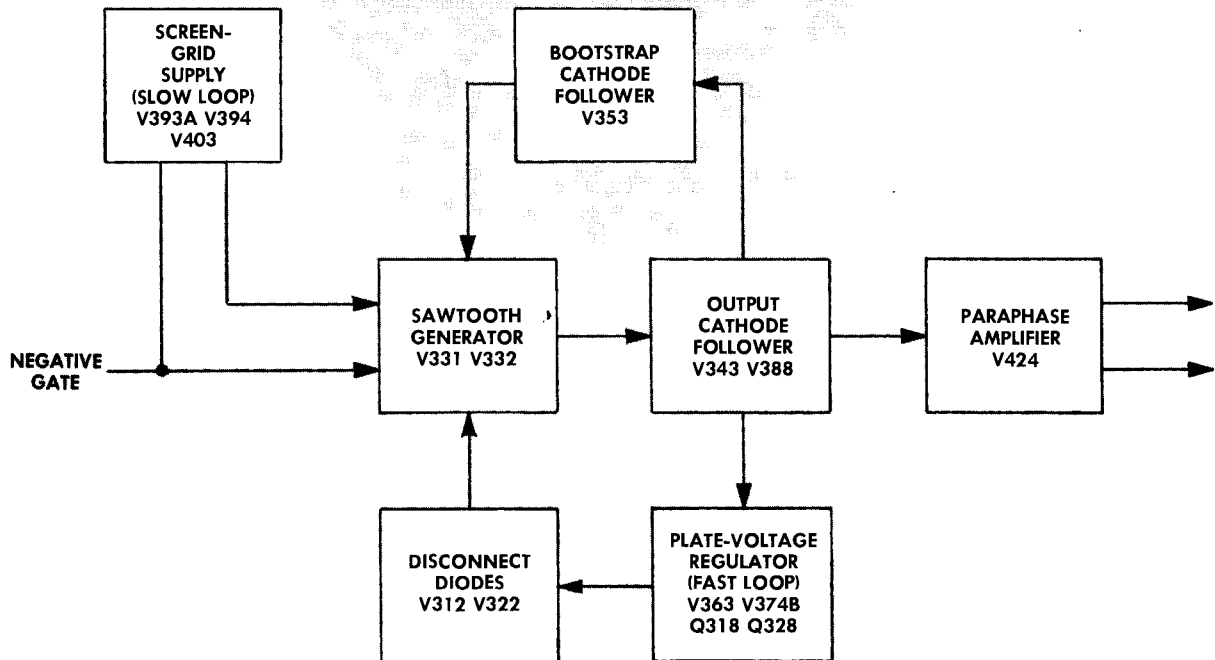 SCREEN-
GRID
SUPPLY
(SLOW LOOP)
V393A V394
V403
BOOTSTRAP
CATHODE
FOLLOWER
V353
NEGATIVE
GATE
SAWTOOTH
GENERATOR
V331 V332
OUTPUT
CATHODE
FOLLOWER
V343 V388
PARAPHASE
AMPLIFIER
V424
DISCONNECT
DIODES
V312 V322
PLATE-VOLTAGE
REGULATOR
(FAST LOOP)
V363 V374B
Q318 Q328